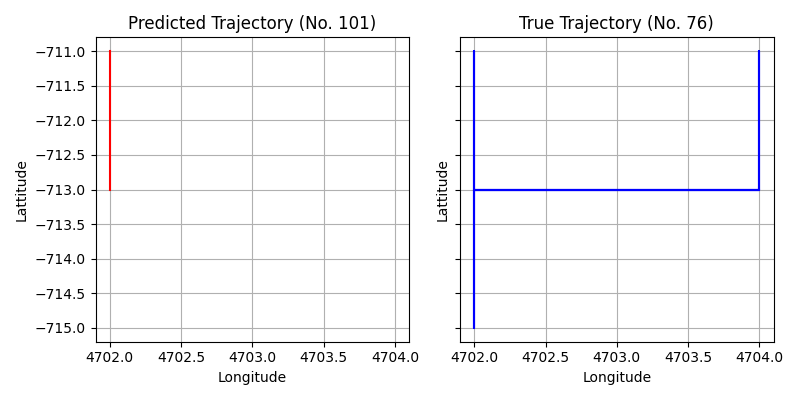 Predicted Trajectory (No. 101)
True Trajectory (No. 76)
Lattitude
−711.0
−711.5
−712.0
−712.5
−713.0
−713.5
−714.0
−714.5
−715.0
4702.0 4702.5 4703.0 4703.5 4704.0
Longitude
Lattitude
4702.0 4702.5 4703.0 4703.5 4704.0
Longitude